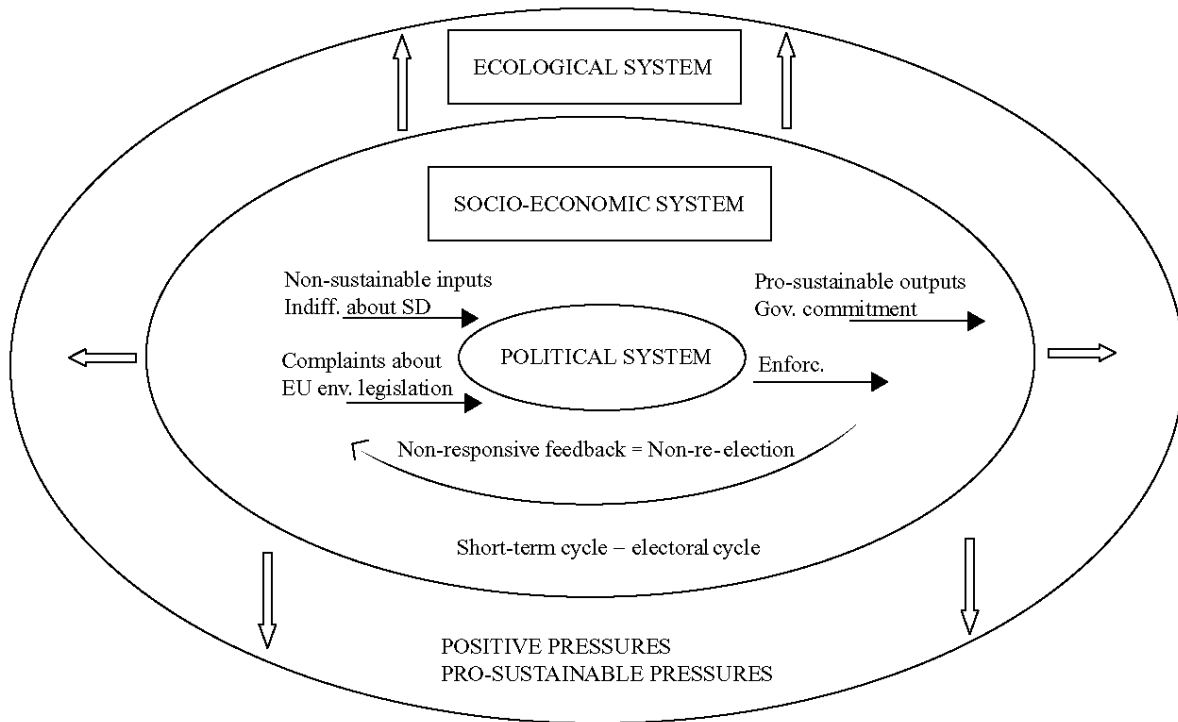 ECOLOGICAL SYSTEM
SOCIO-ECONOMIC SYSTEM
Non-sustainable inputs
Indiff. about SD
Pro-sustainable outputs
Gov. commitment
POLITICAL SYSTEM
Complaints about
EU env. legislation
Enforc.
Non-responsive feedback = Non-re-election
Short-term cycle – electoral cycle
POSITIVE PRESSURES
PRO-SUSTAINABLE PRESSURES